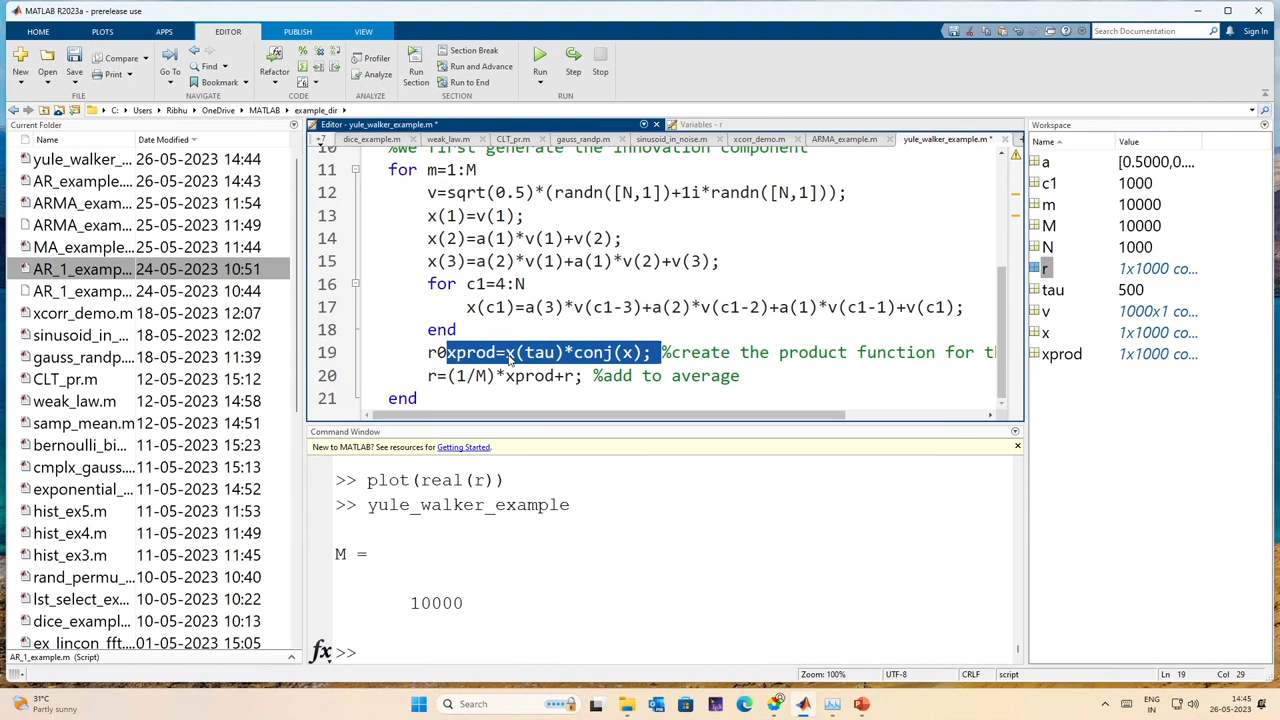 MATLAB R2023a - prerelease use
HOME PLOTS APPS EDITOR PUBLISH VIEW
Search Documentation
Sign In
New
Open
Save
Compare
Print
FILE
Go To
Find
Bookmark
NAVIGATE
Refactor
CODE
Profiler
Analyze
ANALYZE
Run Section
Section Break
Run and Advance
Run to End
SECTION
Run
Step
Stop
RUN
C: Users Ribhu OneDrive MATLAB example_dir
Current Folder
Name Date Modified
yule_walker_... 26-05-2023 14:44
AR_example.... 26-05-2023 14:43
ARMA_exam... 25-05-2023 11:54
ARMA_exam... 25-05-2023 11:49
MA_example... 25-05-2023 11:44
AR_1_examp... 24-05-2023 10:51
AR_1_examp... 24-05-2023 10:44
xcorr_demo.m 18-05-2023 12:07
sinusoid_in_... 18-05-2023 12:02
gauss_randp... 18-05-2023 11:57
CLT_pr.m 18-05-2023 11:57
weak_law.m 11-05-2023 14:58
samp_mean.m 11-05-2023 14:51
bernoulli_bi... 11-05-2023 15:23
cmplx_gauss... 11-05-2023 15:13
exponential_... 11-05-2023 14:52
hist_ex5.m 11-05-2023 11:53
hist_ex4.m 11-05-2023 11:49
hist_ex3.m 11-05-2023 11:45
rand_permu_... 10-05-2023 10:40
lst_select_ex... 10-05-2023 10:22
dice_exampl... 10-05-2023 10:13
ex_lincon_fft... 01-05-2023 15:05
AR_1_example.m (Script)
Editor - yule_walker_example.m *
Variables - r
dice_example.m weak_law.m CLT_pr.m gauss_randp.m sinusoid_in_noise.m xcorr_demo.m ARMA_example.m yule_walker_example.m *
10 %we first generate the innovation component
11 for m=1:M
12 v=sqrt(0.5)*(randn([N,1])+1i*randn([N,1]));
13 x(1)=v(1);
14 x(2)=a(1)*v(1)+v(2);
15 x(3)=a(2)*v(1)+a(1)*v(2)+v(3);
16 for c1=4:N
17 x(c1)=a(3)*v(c1-3)+a(2)*v(c1-2)+a(1)*v(c1-1)+v(c1);
18 end
19 r0xprod=x(tau)*conj(x); %create the product function for th
20 r=(1/M)*xprod+r; %add to average
21 end
Command Window
New to MATLAB? See resources for Getting Started.
>> plot(real(r))
>> yule_walker_example
M =
10000
fx >>
Workspace
Name Value
a [0.5000,0....
c1 1000
m 10000
M 10000
N 1000
r 1x1000 co...
tau 500
v 1000x1 co...
x 1x1000 co...
xprod 1x1000 co...
Zoom: 100% UTF-8 CRLF script Ln 19 Col 29
31°C
Partly sunny
Search
ENG
IN
14:45
26-05-2023